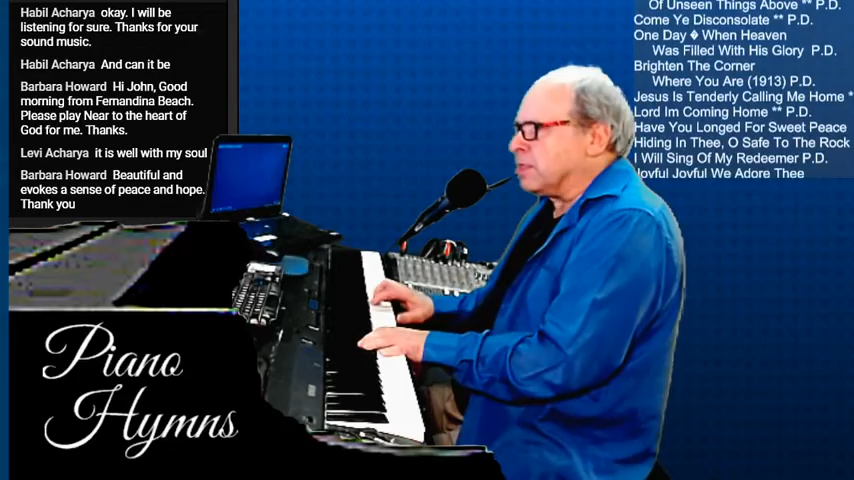 Habil Acharya okay. I will be
listening for sure. Thanks for your
sound music.
Habil Acharya And can it be
Barbara Howard Hi John, Good
morning from Fernandina Beach.
Please play Near to the heart of
God for me. Thanks.
Levi Acharya it is well with my soul
Barbara Howard Beautiful and
evokes a sense of peace and hope.
Thank you
Of Unseen Things Above ** P.D.
Come Ye Disconsolate ** P.D.
One Day � When Heaven
Was Filled With His Glory P.D.
Brighten The Corner
Where You Are (1913) P.D.
Jesus Is Tenderly Calling Me Home *
Lord Im Coming Home ** P.D.
Have You Longed For Sweet Peace
Hiding In Thee, O Safe To The Rock
I Will Sing Of My Redeemer P.D.
Joyful Joyful We Adore Thee
Piano
Hymns